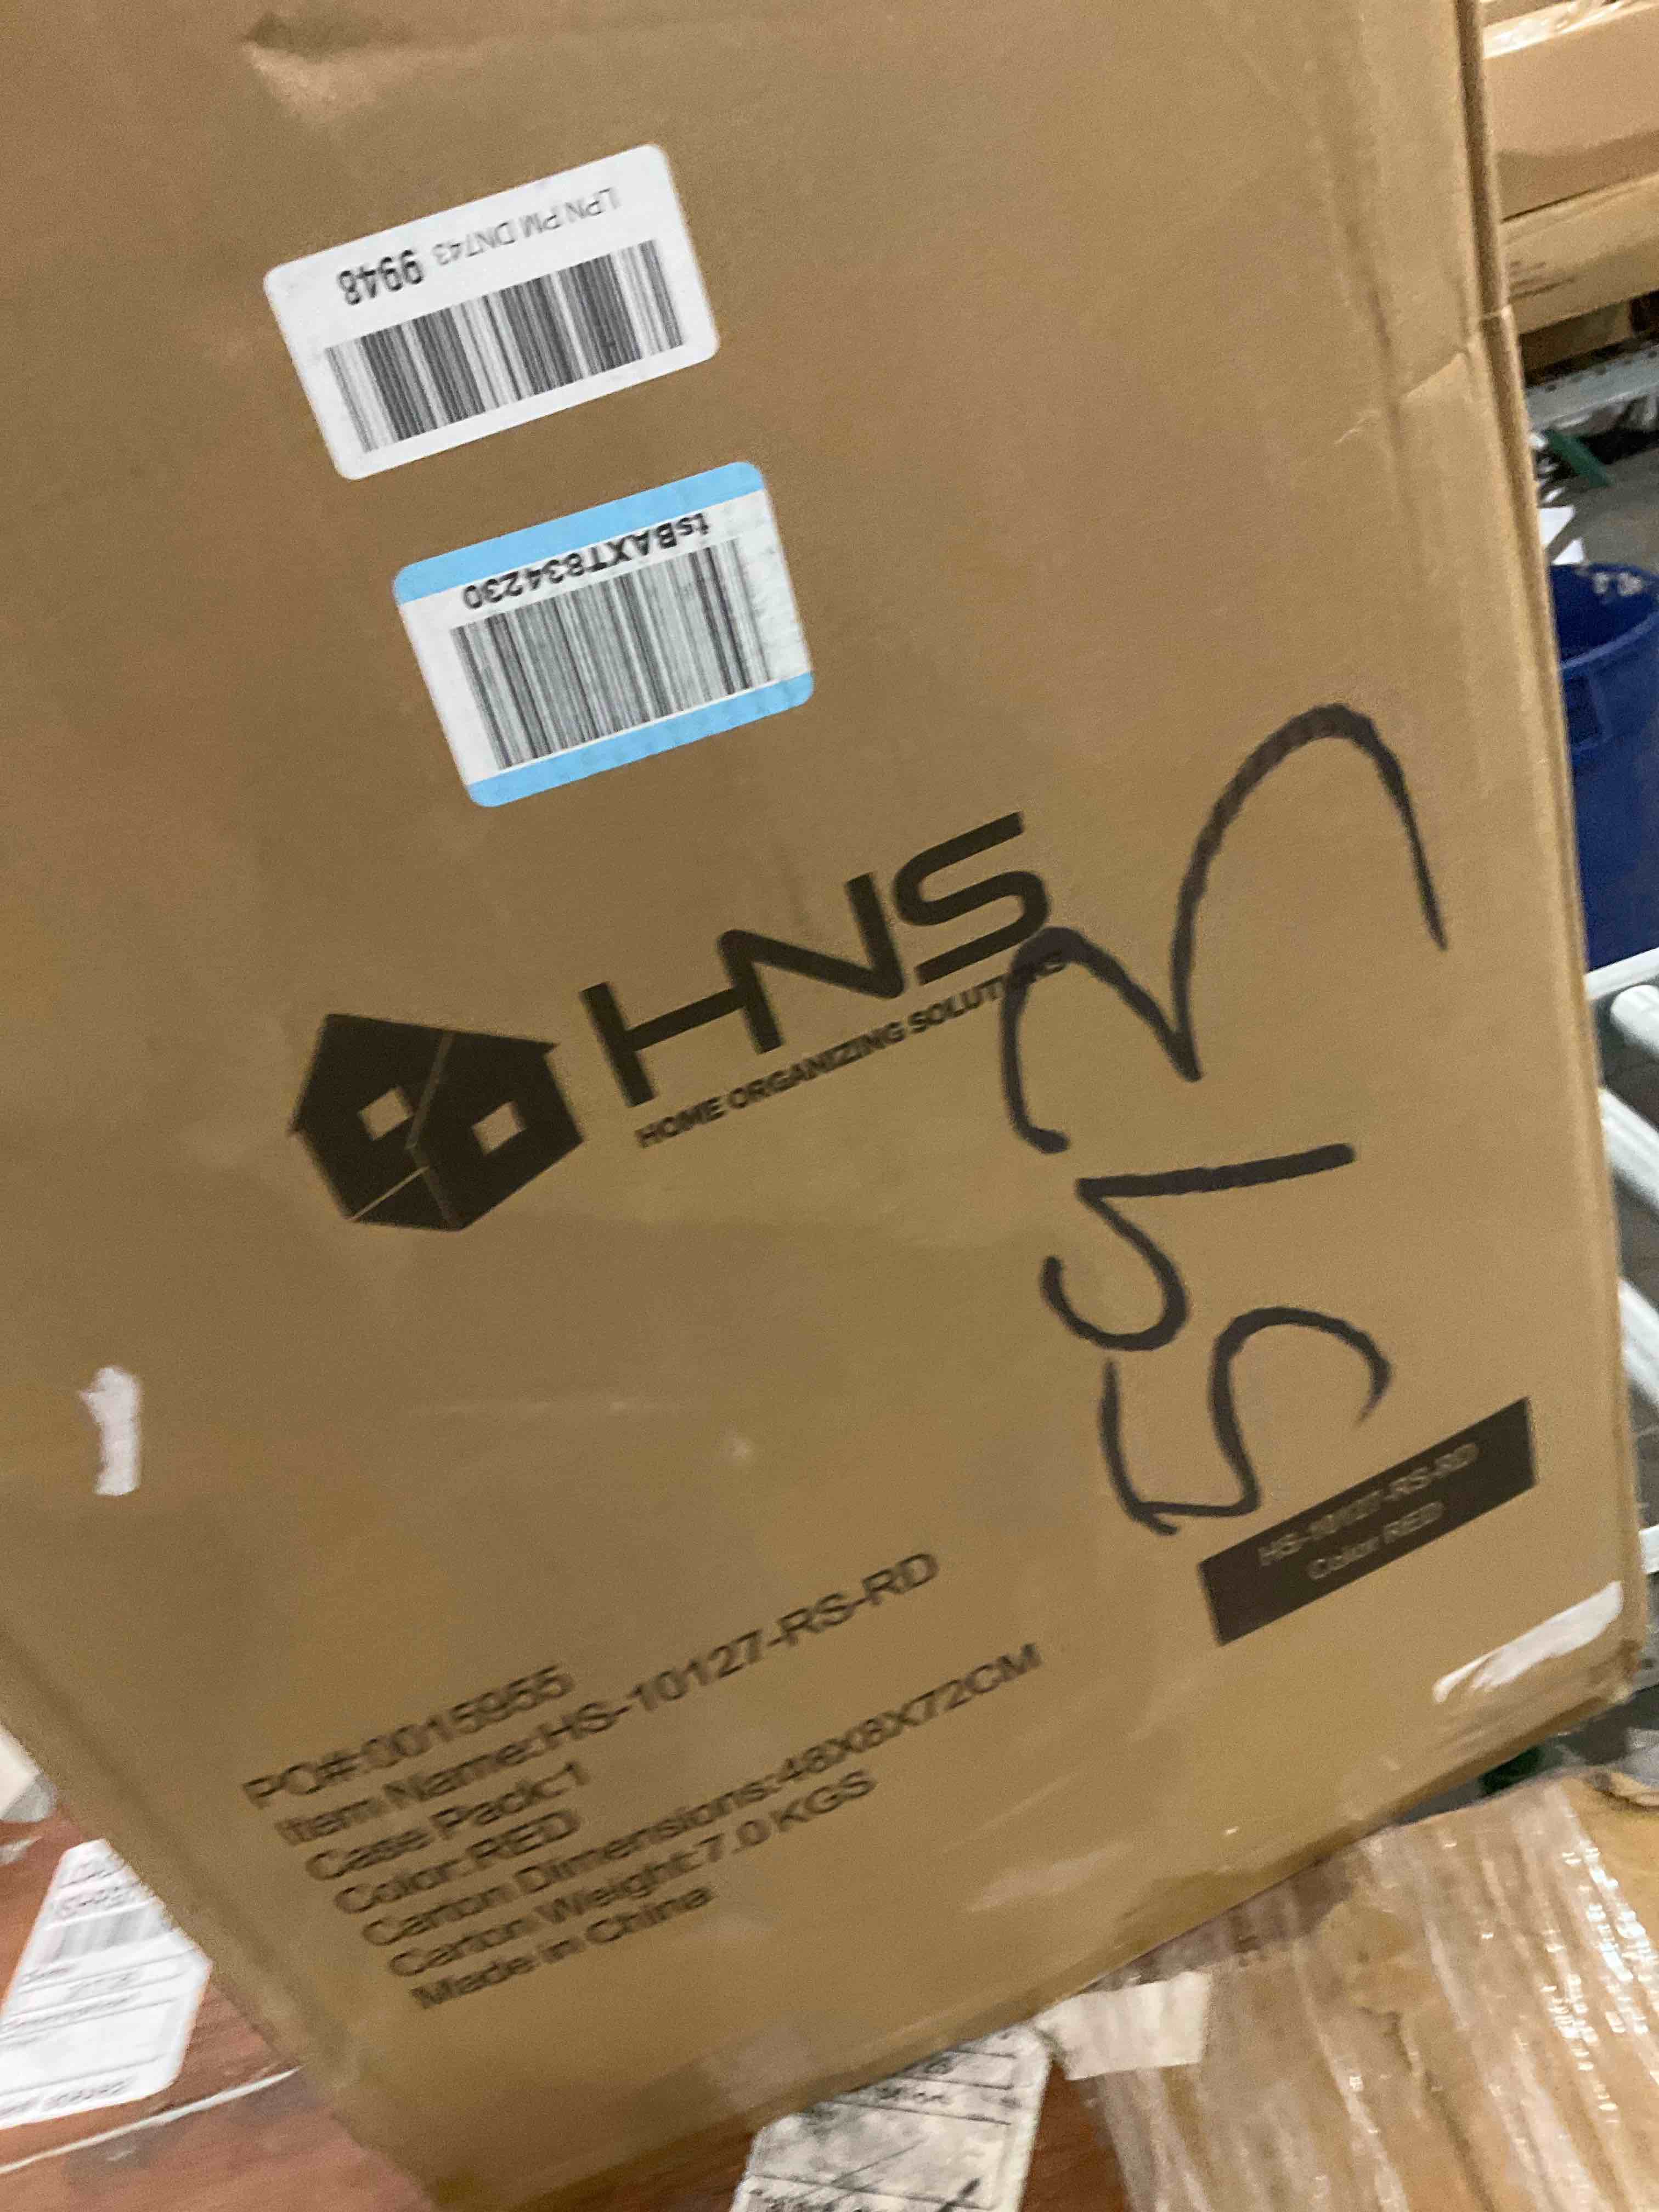 LPN PM DN743 9948
tsBAXT834230
HNS
HOME ORGANIZING SOLUTIONS
592
HS-10127-RS-RD
Color: RED
PO#:0015955
Item Name:HS-10127-RS-RD
Case Pack:1
Color:RED
Carton Dimensions:48X8X72CM
Carton Weight:7.0 KGS
Made in China